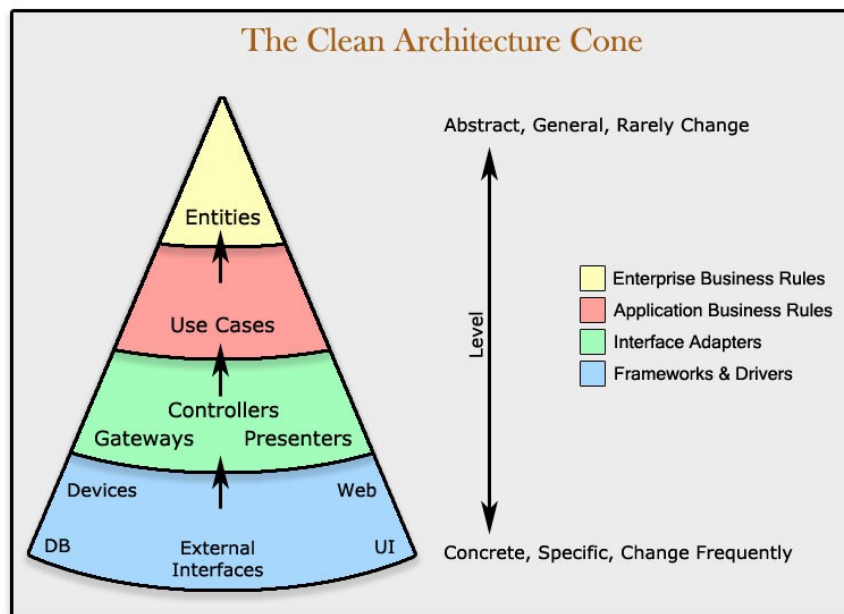 The Clean Architecture Cone
Abstract, General, Rarely Change
Entities
Use Cases
Controllers
Gateways Presenters
Devices Web
DB External Interfaces UI
Level
Enterprise Business Rules
Application Business Rules
Interface Adapters
Frameworks & Drivers
Concrete, Specific, Change Frequently